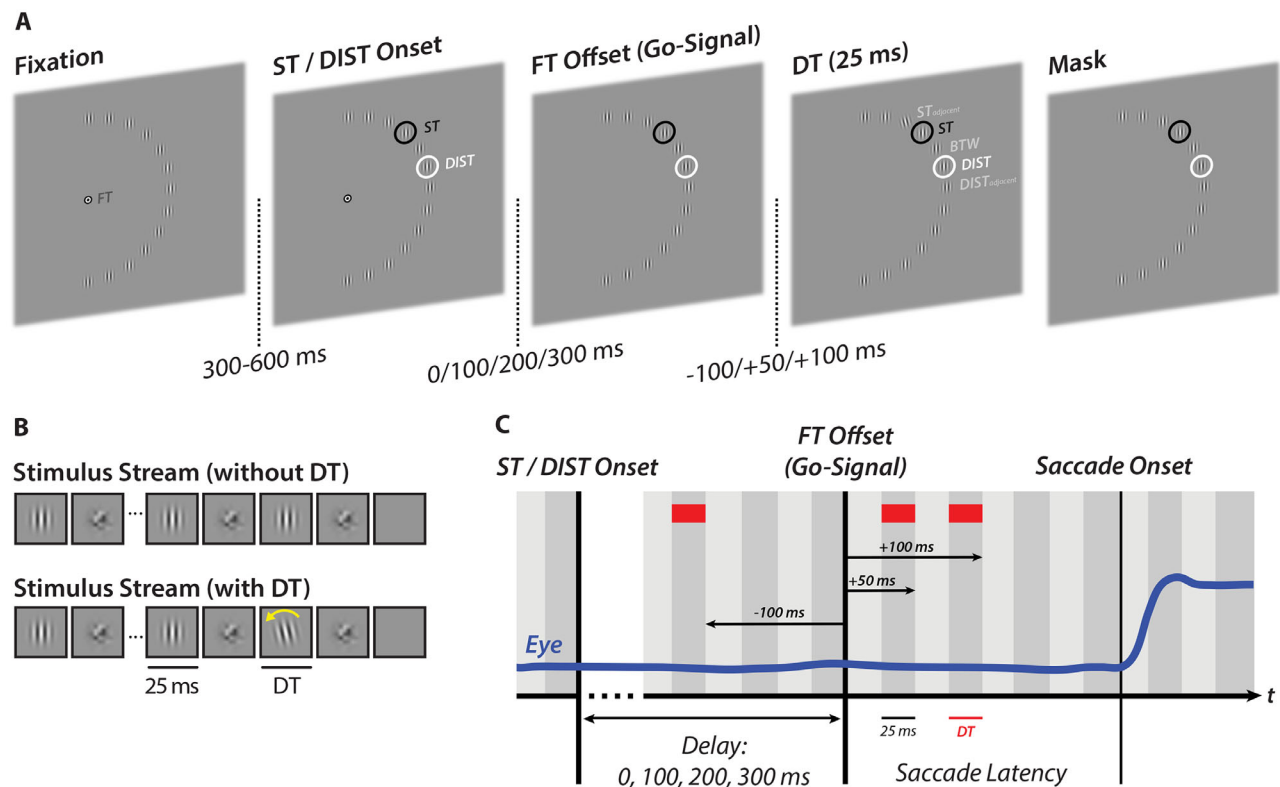 A
Fixation
ST / DIST Onset
FT Offset (Go-Signal)
DT (25 ms)
Mask
FT
ST
DIST
STadjacent
ST
BTW
DIST
DISTadjacent
300-600 ms
0/100/200/300 ms
-100/+50/+100 ms
B
Stimulus Stream (without DT)
...
Stimulus Stream (with DT)
...
25 ms
DT
C
ST / DIST Onset
FT Offset
(Go-Signal)
Saccade Onset
+100 ms
+50 ms
-100 ms
Eye
t
25 ms
DT
Delay:
0, 100, 200, 300 ms
Saccade Latency